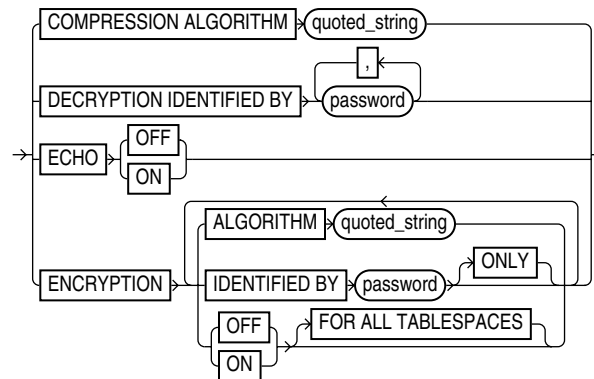 COMPRESSION ALGORITHM quoted_string
,
DECRYPTION IDENTIFIED BY password
OFF
ECHO
ON
ALGORITHM quoted_string
ONLY
ENCRYPTION IDENTIFIED BY password
OFF FOR ALL TABLESPACES
ON